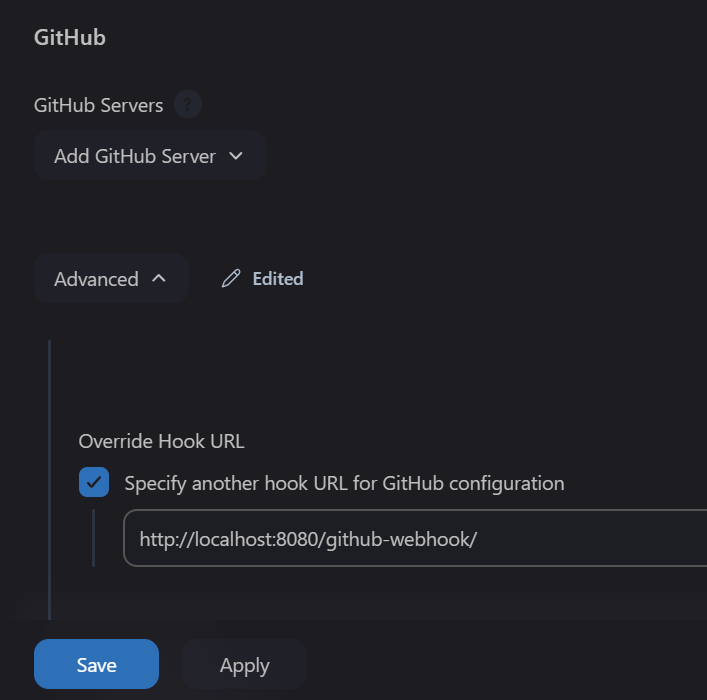 GitHub
GitHub Servers ?
Add GitHub Server
Advanced Edited
Override Hook URL
Specify another hook URL for GitHub configuration
http://localhost:8080/github-webhook/
Save Apply